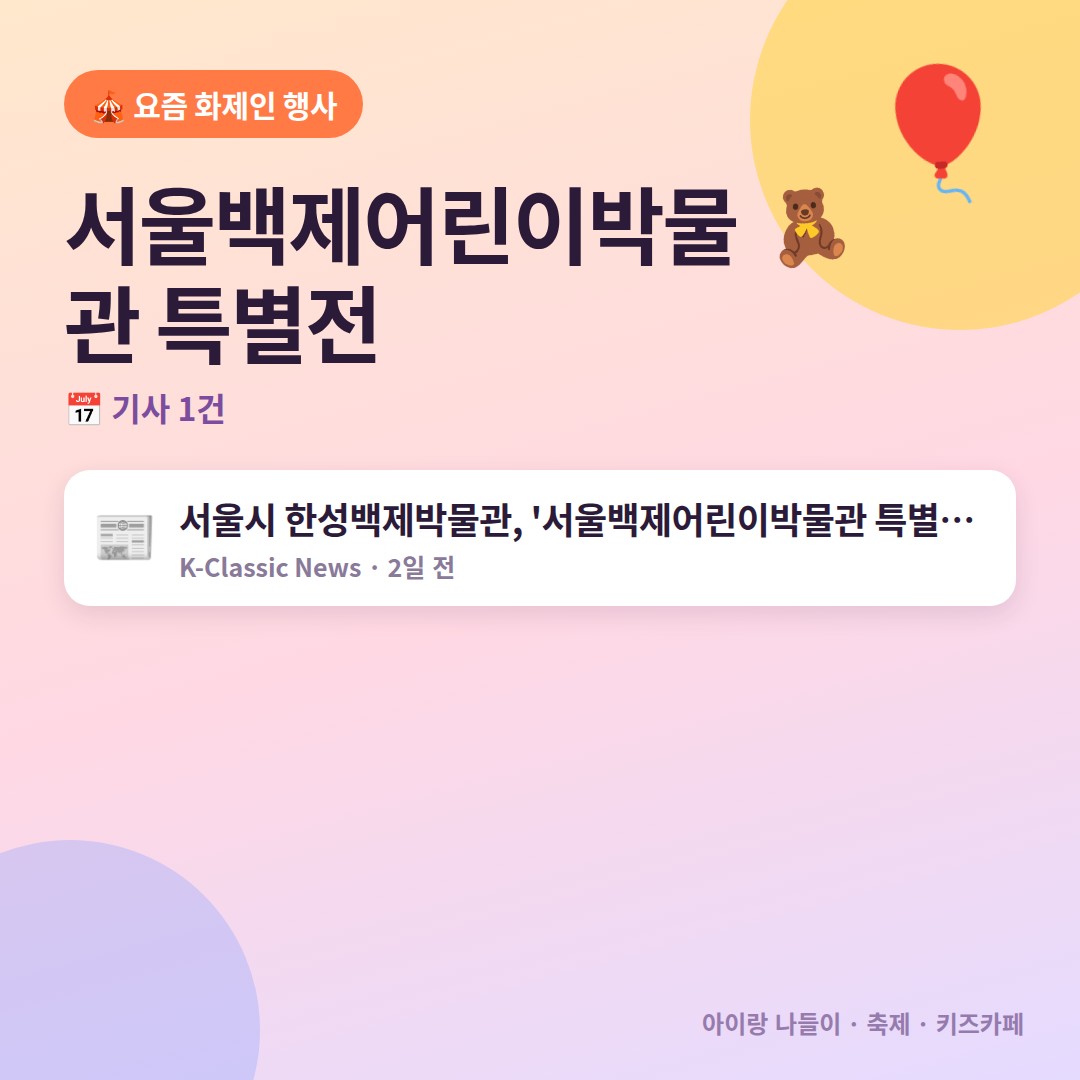 🎪 요즘 화제인 행사
서울백제어린이박물
관 특별전
📅 기사 1건
서울시 한성백제박물관, '서울백제어린이박물관 특별…
K-Classic News · 2일 전
아이랑 나들이 · 축제 · 키즈카페